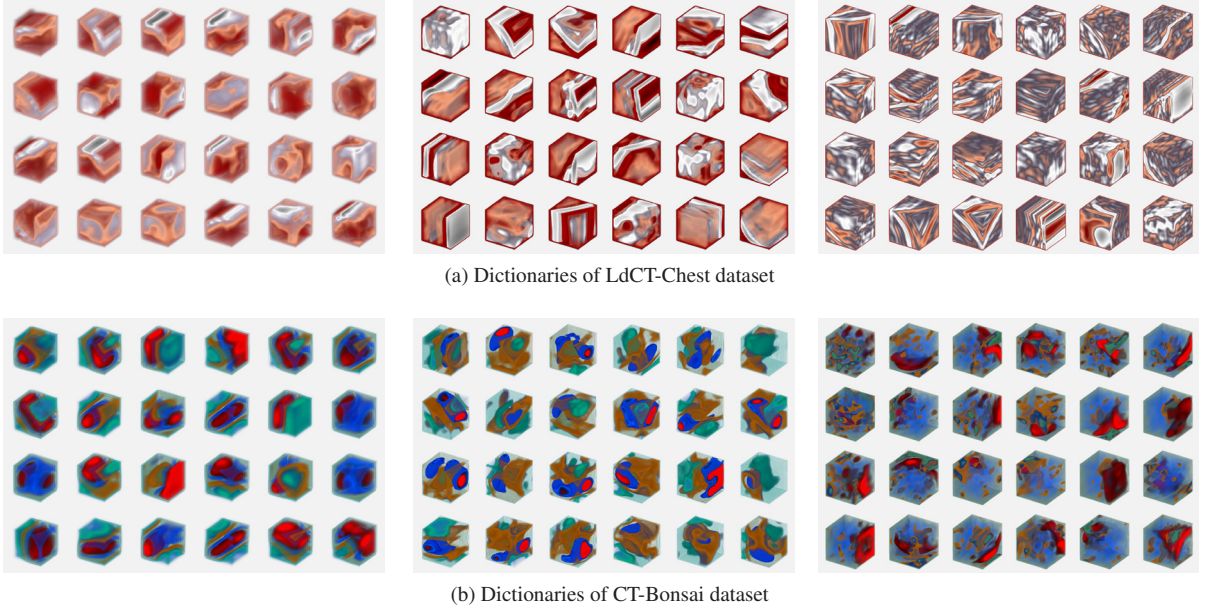 (a) Dictionaries of LdCT-Chest dataset
(b) Dictionaries of CT-Bonsai dataset